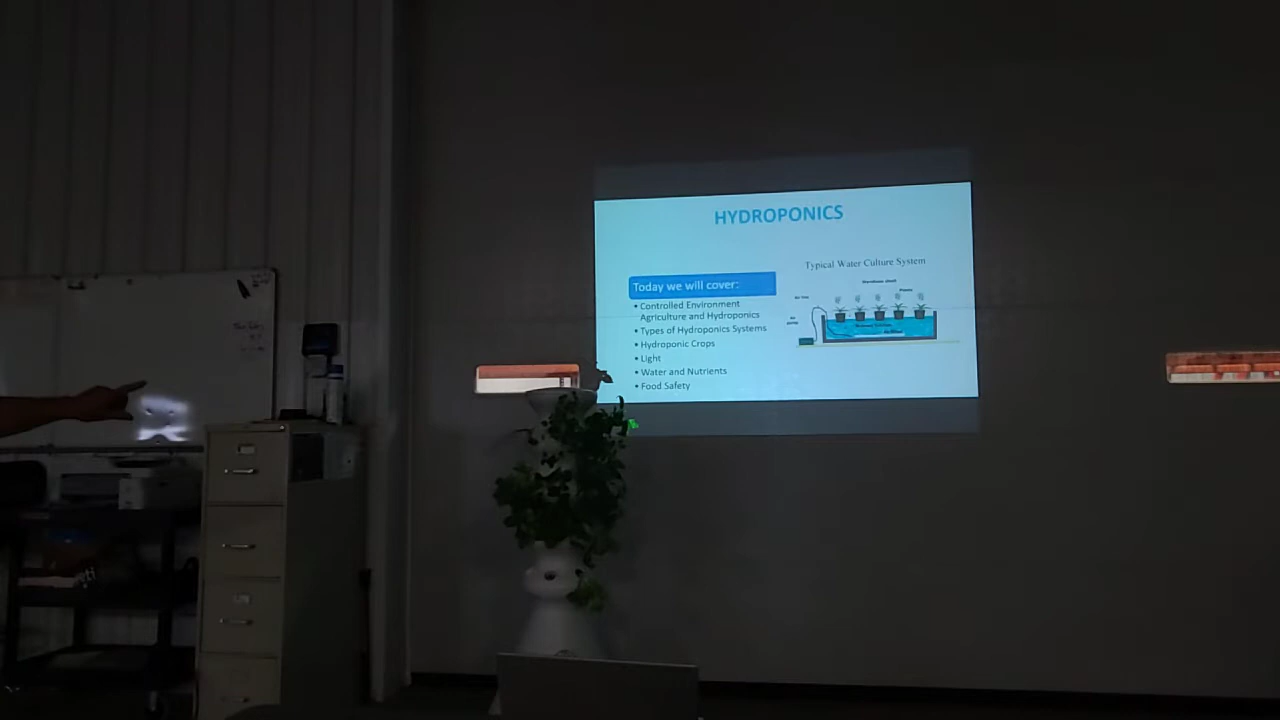 HYDROPONICS
Typical Water Culture System
Today we will cover:
• Controlled Environment
Agriculture and Hydroponics
• Types of Hydroponics Systems
• Hydroponic Crops
• Light
• Water and Nutrients
• Food Safety
Plants